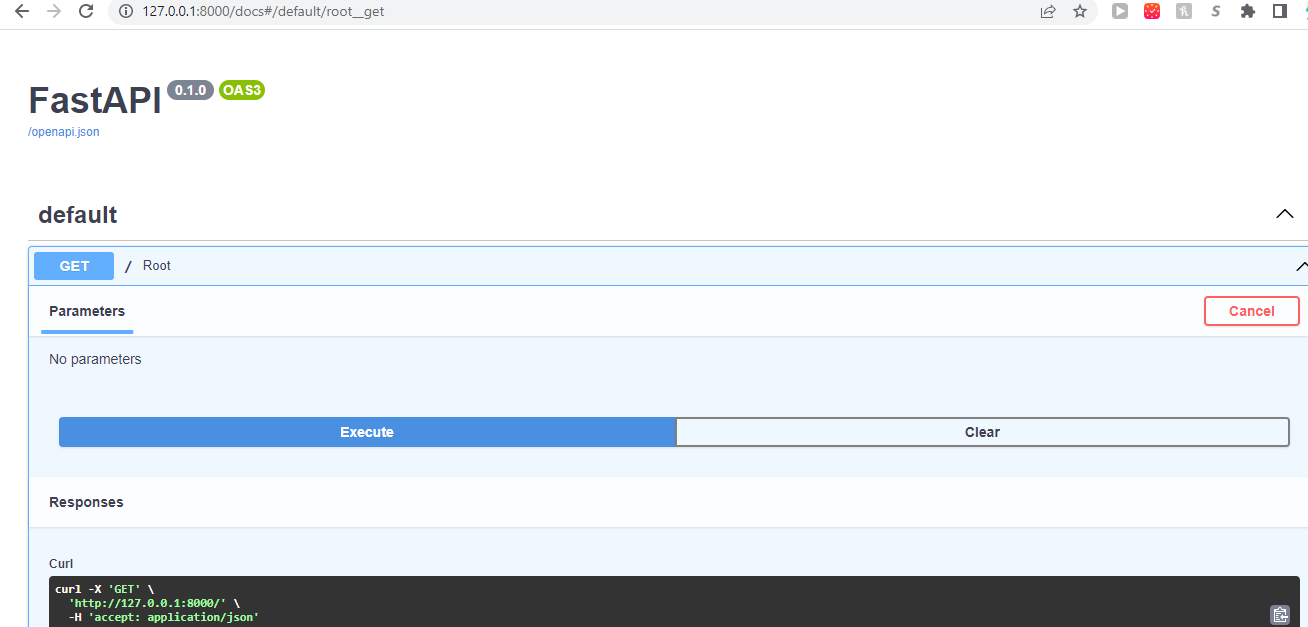 127.0.0.1:8000/docs#/default/root__get
FastAPI 0.1.0 OAS3
/openapi.json
default
GET / Root
Parameters Cancel
No parameters
Execute Clear
Responses
Curl
curl -X 'GET' \
'http://127.0.0.1:8000/' \
-H 'accept: application/json'